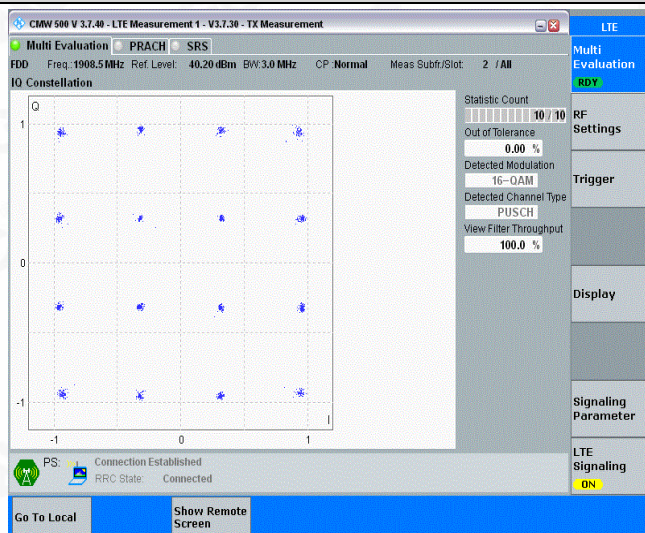 CMW 500 V 3.7.40 - LTE Measurement 1 - V3.7.30 - TX Measurement
LTE
Multi Evaluation PRACH SRS
Multi
Evaluation
RDY
FDD Freq.:1908.5 MHz Ref. Level: 40.20 dBm BW:3.0 MHz CP :Normal Meas Subfr./Slot: 2 / All
IQ Constellation
Q
1
0
-1
-1 0 1
I
Statistic Count
10 / 10
Out of Tolerance
0.00 %
Detected Modulation
16-QAM
Detected Channel Type
PUSCH
View Filter Throughput
100.0 %
RF
Settings
Trigger
Display
Signaling
Parameter
LTE
Signaling
ON
PS: Connection Established
RRC State: Connected
Go To Local
Show Remote
Screen